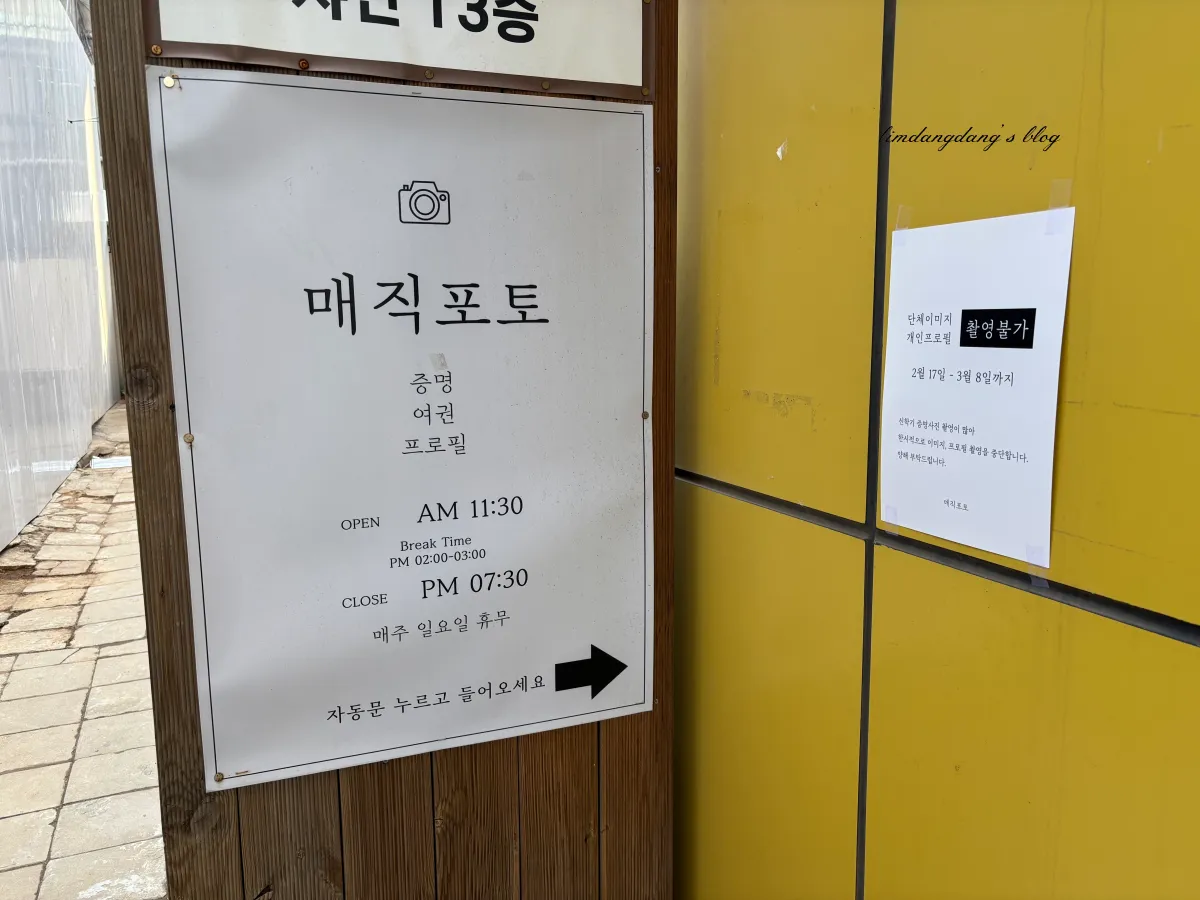 매직포토
증명
여권
프로필
OPEN AM 11:30
Break Time
PM 02:00-03:00
CLOSE PM 07:30
매주 일요일 휴무
자동문 누르고 들어오세요
imdangdang's blog
단체이미지
개인프로필
촬영불가
2월 17일 - 3월 8일까지
신학기 증명사진 촬영이 많아
한시적으로 이미지, 프로필 촬영을 중단합니다.
양해 부탁드립니다.
매직포토